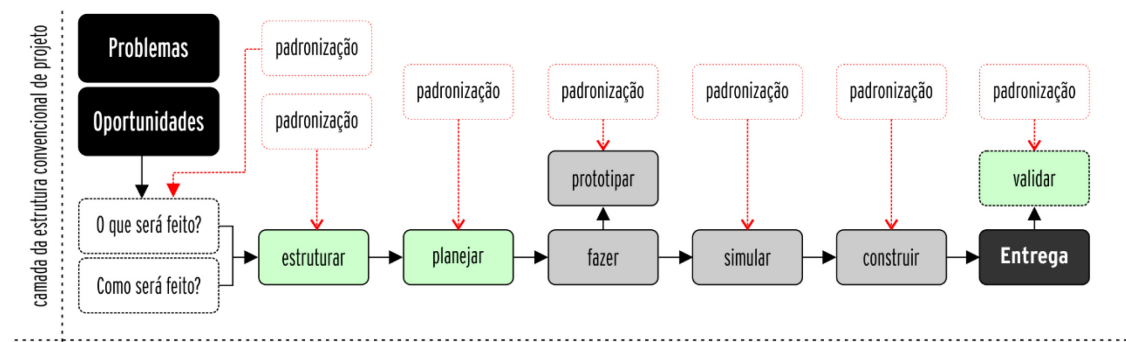 camada da estrutura convencional de projeto
Problemas
Oportunidades
padronização
padronização
padronização
padronização
padronização
padronização
padronização
O que será feito?
Como será feito?
estruturar
planejar
prototipar
fazer
simular
construir
validar
Entrega